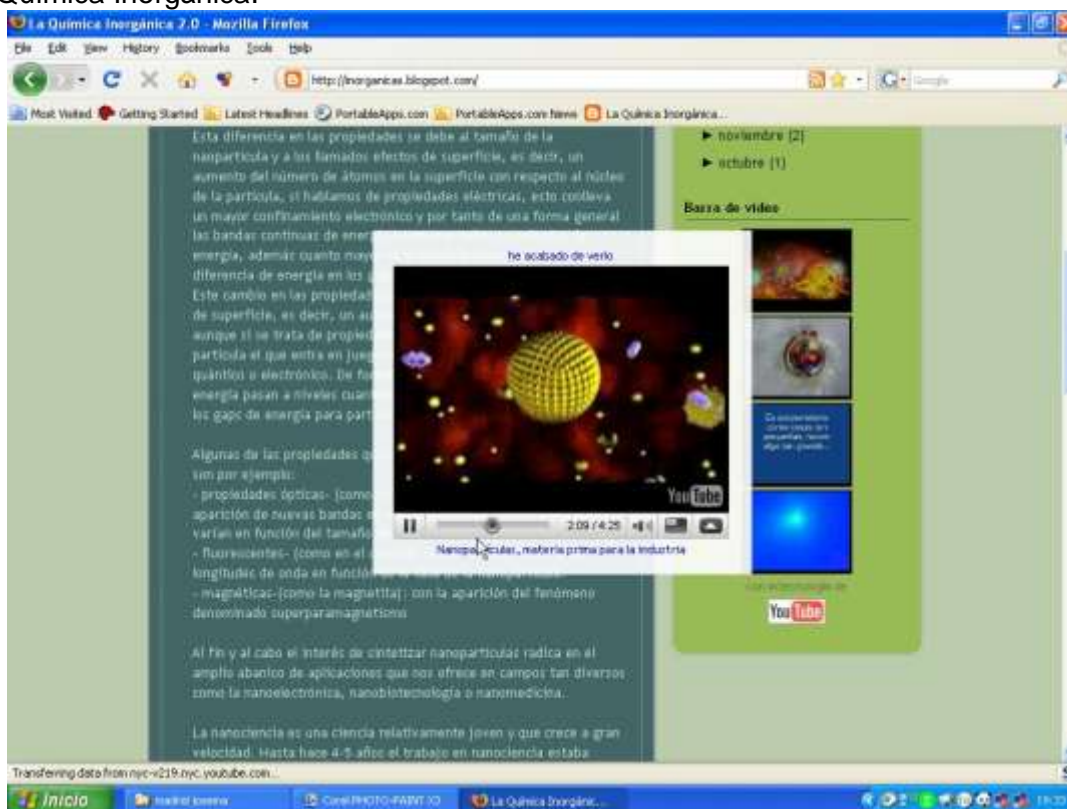 Química Inorgánica.
La Química Inorgánica 2.0 - Mozilla Firefox
File Edit View History Bookmarks Tools Help
http://inorganicas.blogspot.com/
Google
Most Visited Getting Started Latest Headlines PortableApps.com PortableApps.com News La Química Inorgánica...
Esta diferencia en las propiedades se debe al tamaño de la
nanpartícula y a los llamados efectos de superficie, es decir, un
aumento del número de átomos en la superficie con respecto al núcleo
de la partícula, si hablamos de propiedades eléctricas, esto conlleva
un mayor confinamiento electrónico y por tanto de una forma general
las bandas continuas de
energía, además cuanto
diferencia de energía en los
Este cambio en las
de superficie, es decir, un
aunque si se trata de
partícula el que entra en
quántico o electrónico. De
energía pasan a niveles
los gaps de energía para
Algunas de las propiedades
son por ejemplo:
- propiedades ópticas-
aparición de nuevas bandas
varían en función del tamaño
- fluorescentes- (como en el
longitudes de onda en función
- magnéticas-(como la magnetita): con la aparición del fenómeno
denominado superparamagnetismo
Al fin y al cabo el interés de sintetizar nanopartículas radica en el
amplio abanico de aplicaciones que nos ofrece en campos tan diversos
como la nanoelectrónica, nanobiotecnología o nanomedicina.
La nanociencia es una ciencia relativamente joven y que crece a gran
velocidad. Hasta hace 4-5 años el trabajo en nanociencia estaba
he acabado de verlo
YouTube
2:09 / 4:25
materia prima para la industria
► noviembre (2)
► octubre (1)
Barra de video
YouTube
Transferring data from nyc-v219.nyc.youtube.com...
Inicio
Corel PHOTO-PAINT X3
La Química Inorgánic...